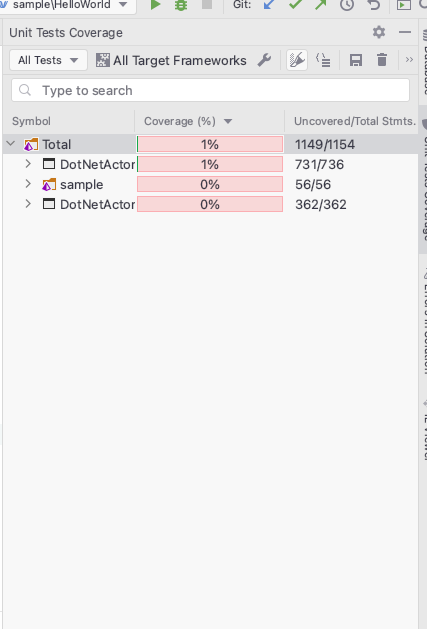 sample\HelloWorld Git:
Unit Tests Coverage
All Tests All Target Frameworks
Type to search
Symbol Coverage (%) Uncovered/Total Stmts.
Total 1% 1149/1154
DotNetActor 1% 731/736
sample 0% 56/56
DotNetActor 0% 362/362